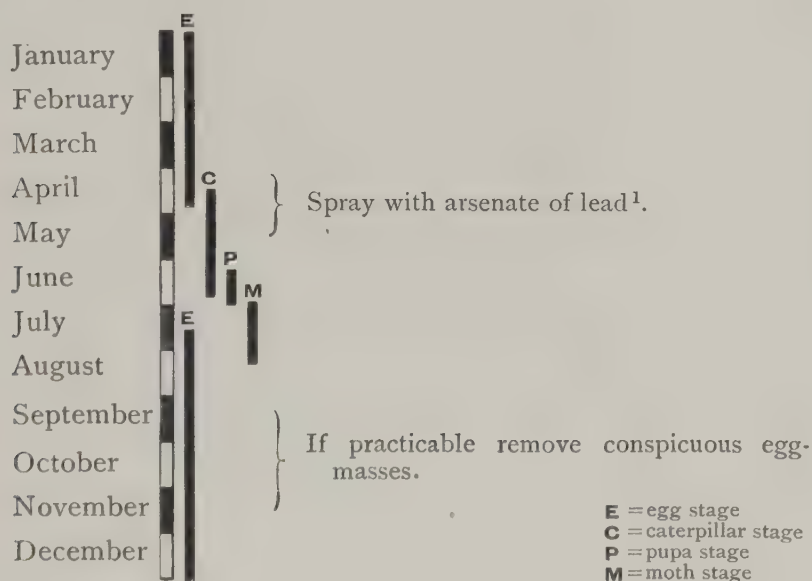 E
January
February
March
C
April
Spray with arsenate of lead¹.
May
P
June
M
E
July
August
September
If practicable remove conspicuous egg-
masses.
October
November
E = egg stage
C = caterpillar stage
December
P = pupa stage
M = moth stage